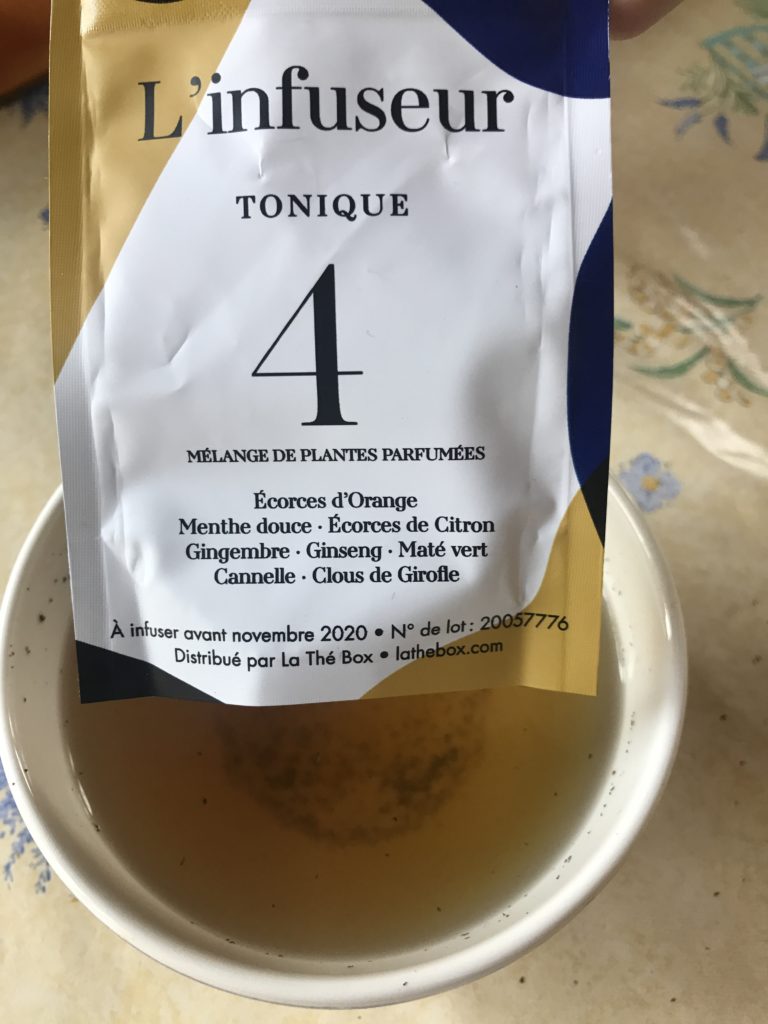 L'infuseur
TONIQUE
4
MÉLANGE DE PLANTES PARFUMÉES
Écorces d'Orange
Menthe douce · Écorces de Citron
Gingembre · Ginseng · Maté vert
Cannelle · Clous de Girofle
À infuser avant novembre 2020 • N° de lot : 20057776
Distribué par La Thé Box • lathebox.com